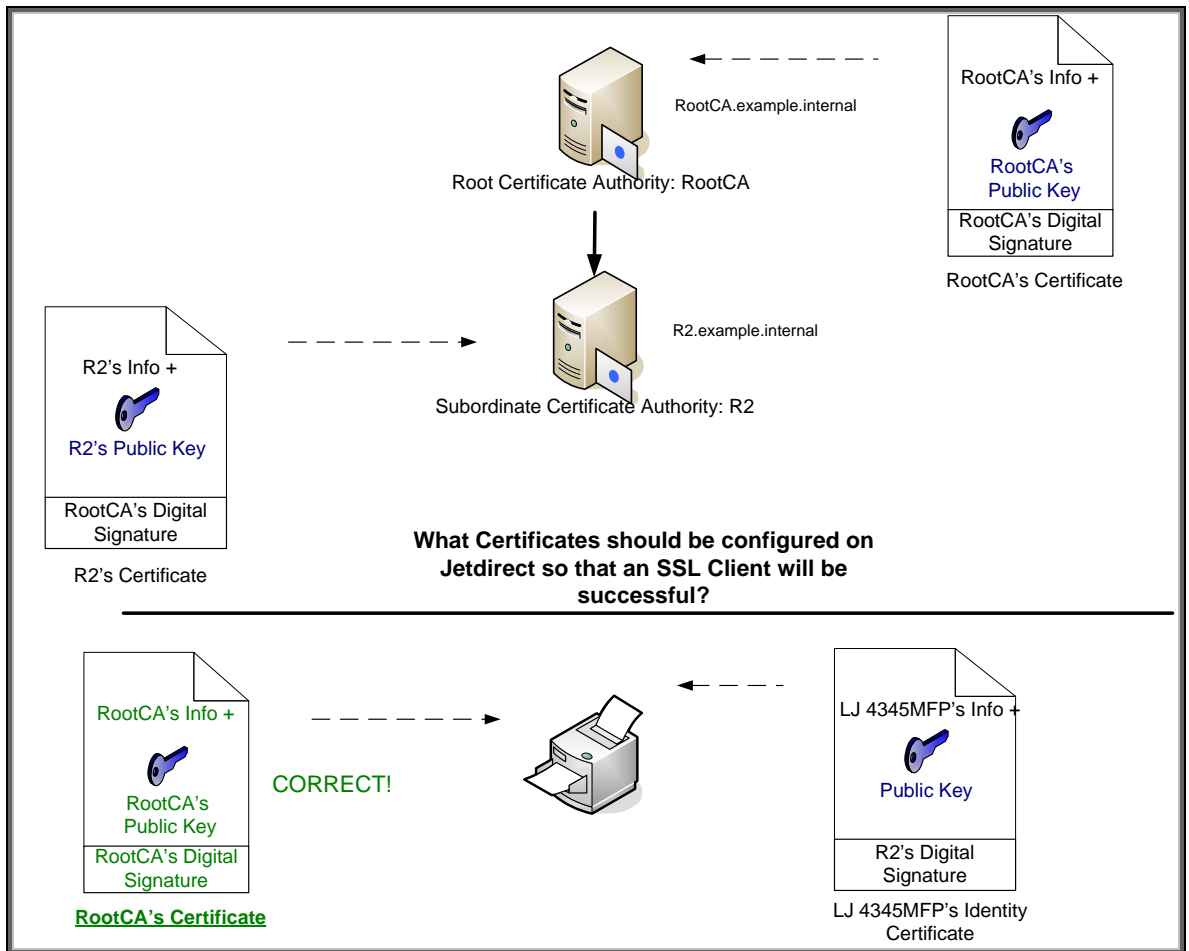 RootCA's Info +
RootCA.example.internal
RootCA's
Public Key
Root Certificate Authority: RootCA
RootCA's Digital
Signature
RootCA's Certificate
R2.example.internal
R2's Info +
R2's Public Key
Subordinate Certificate Authority: R2
RootCA's Digital
Signature
R2's Certificate
What Certificates should be configured on
Jetdirect so that an SSL Client will be
successful?
RootCA's Info +
RootCA's
Public Key
RootCA's Digital
Signature
RootCA's Certificate
CORRECT!
LJ 4345MFP's Info +
Public Key
R2's Digital
Signature
LJ 4345MFP's Identity
Certificate